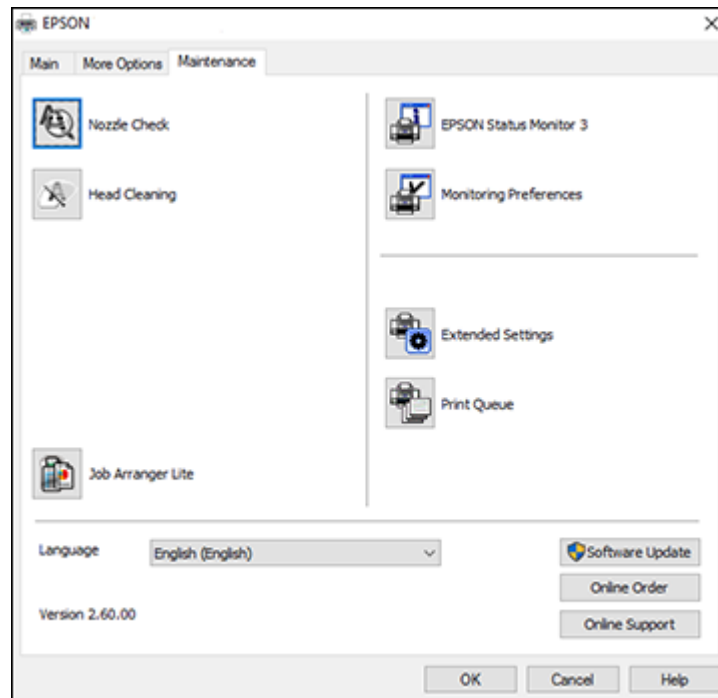 EPSON
Main More Options Maintenance
Nozzle Check
EPSON Status Monitor 3
Head Cleaning
Monitoring Preferences
Extended Settings
Print Queue
Job Arranger Lite
Language English (English)
Software Update
Online Order
Version 2.60.00
Online Support
OK Cancel Help